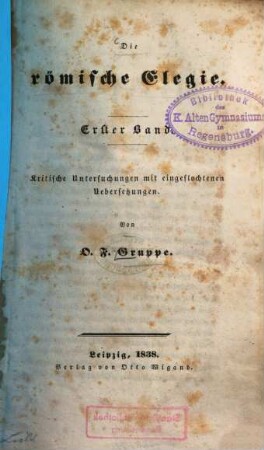 Die
römische Elegie.
Erster Band.
Bibliothek
des
K. Alten Gymnasiums
in
Regensburg.
Kritische Untersuchungen mit eingeflochtenen
Uebersetzungen.
Von
O. F. Gruppe.
Leipzig, 1838.
Verlag von Otto Wigand.